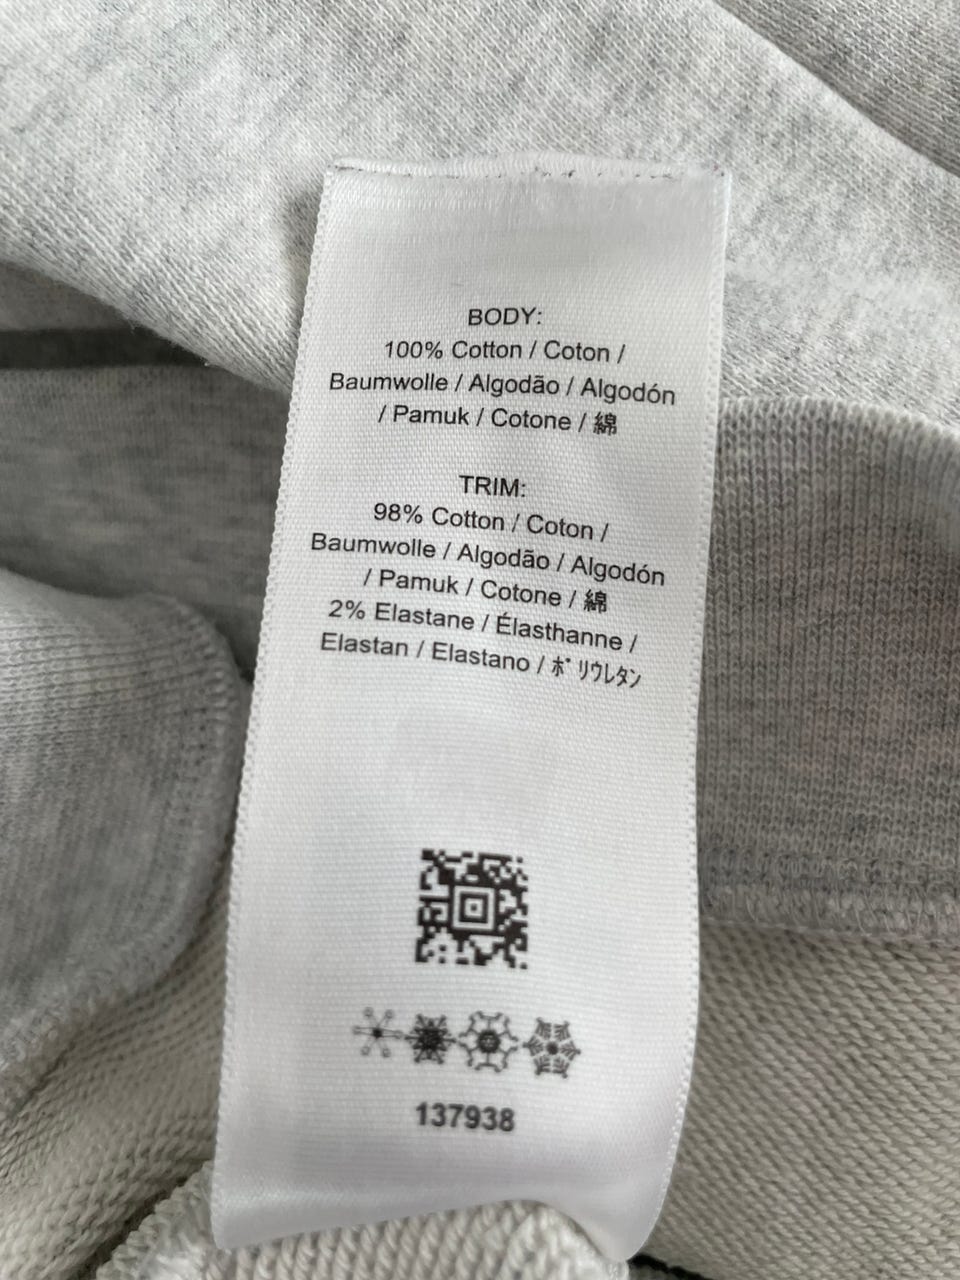 BODY:
100% Cotton / Coton /
Baumwolle / Algodão / Algodón
/ Pamuk / Cotone / 綿
TRIM:
98% Cotton / Coton /
Baumwolle / Algodão / Algodón
/ Pamuk / Cotone / 綿
2% Elastane / Élasthanne /
Elastan / Elastano / ﾎﾟﾘｳﾚﾀﾝ
137938